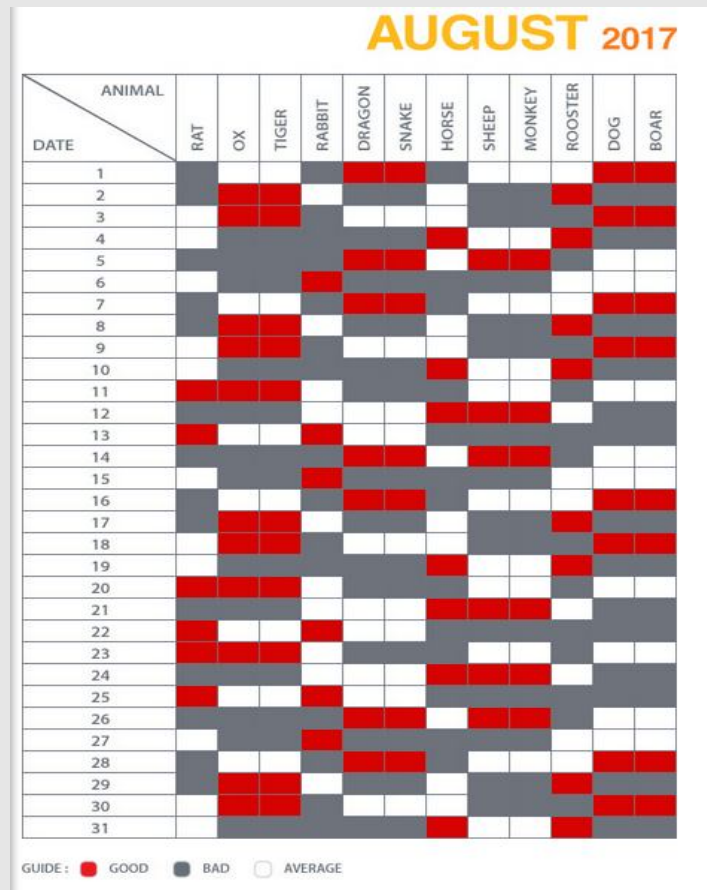 AUGUST 2017
ANIMAL
DATE
RAT
OX
TIGER
RABBIT
DRAGON
SNAKE
HORSE
SHEEP
MONKEY
ROOSTER
DOG
BOAR
1
2
3
4
5
6
7
8
9
10
11
12
13
14
15
16
17
18
19
20
21
22
23
24
25
26
27
28
29
30
31
GUIDE : GOOD BAD AVERAGE